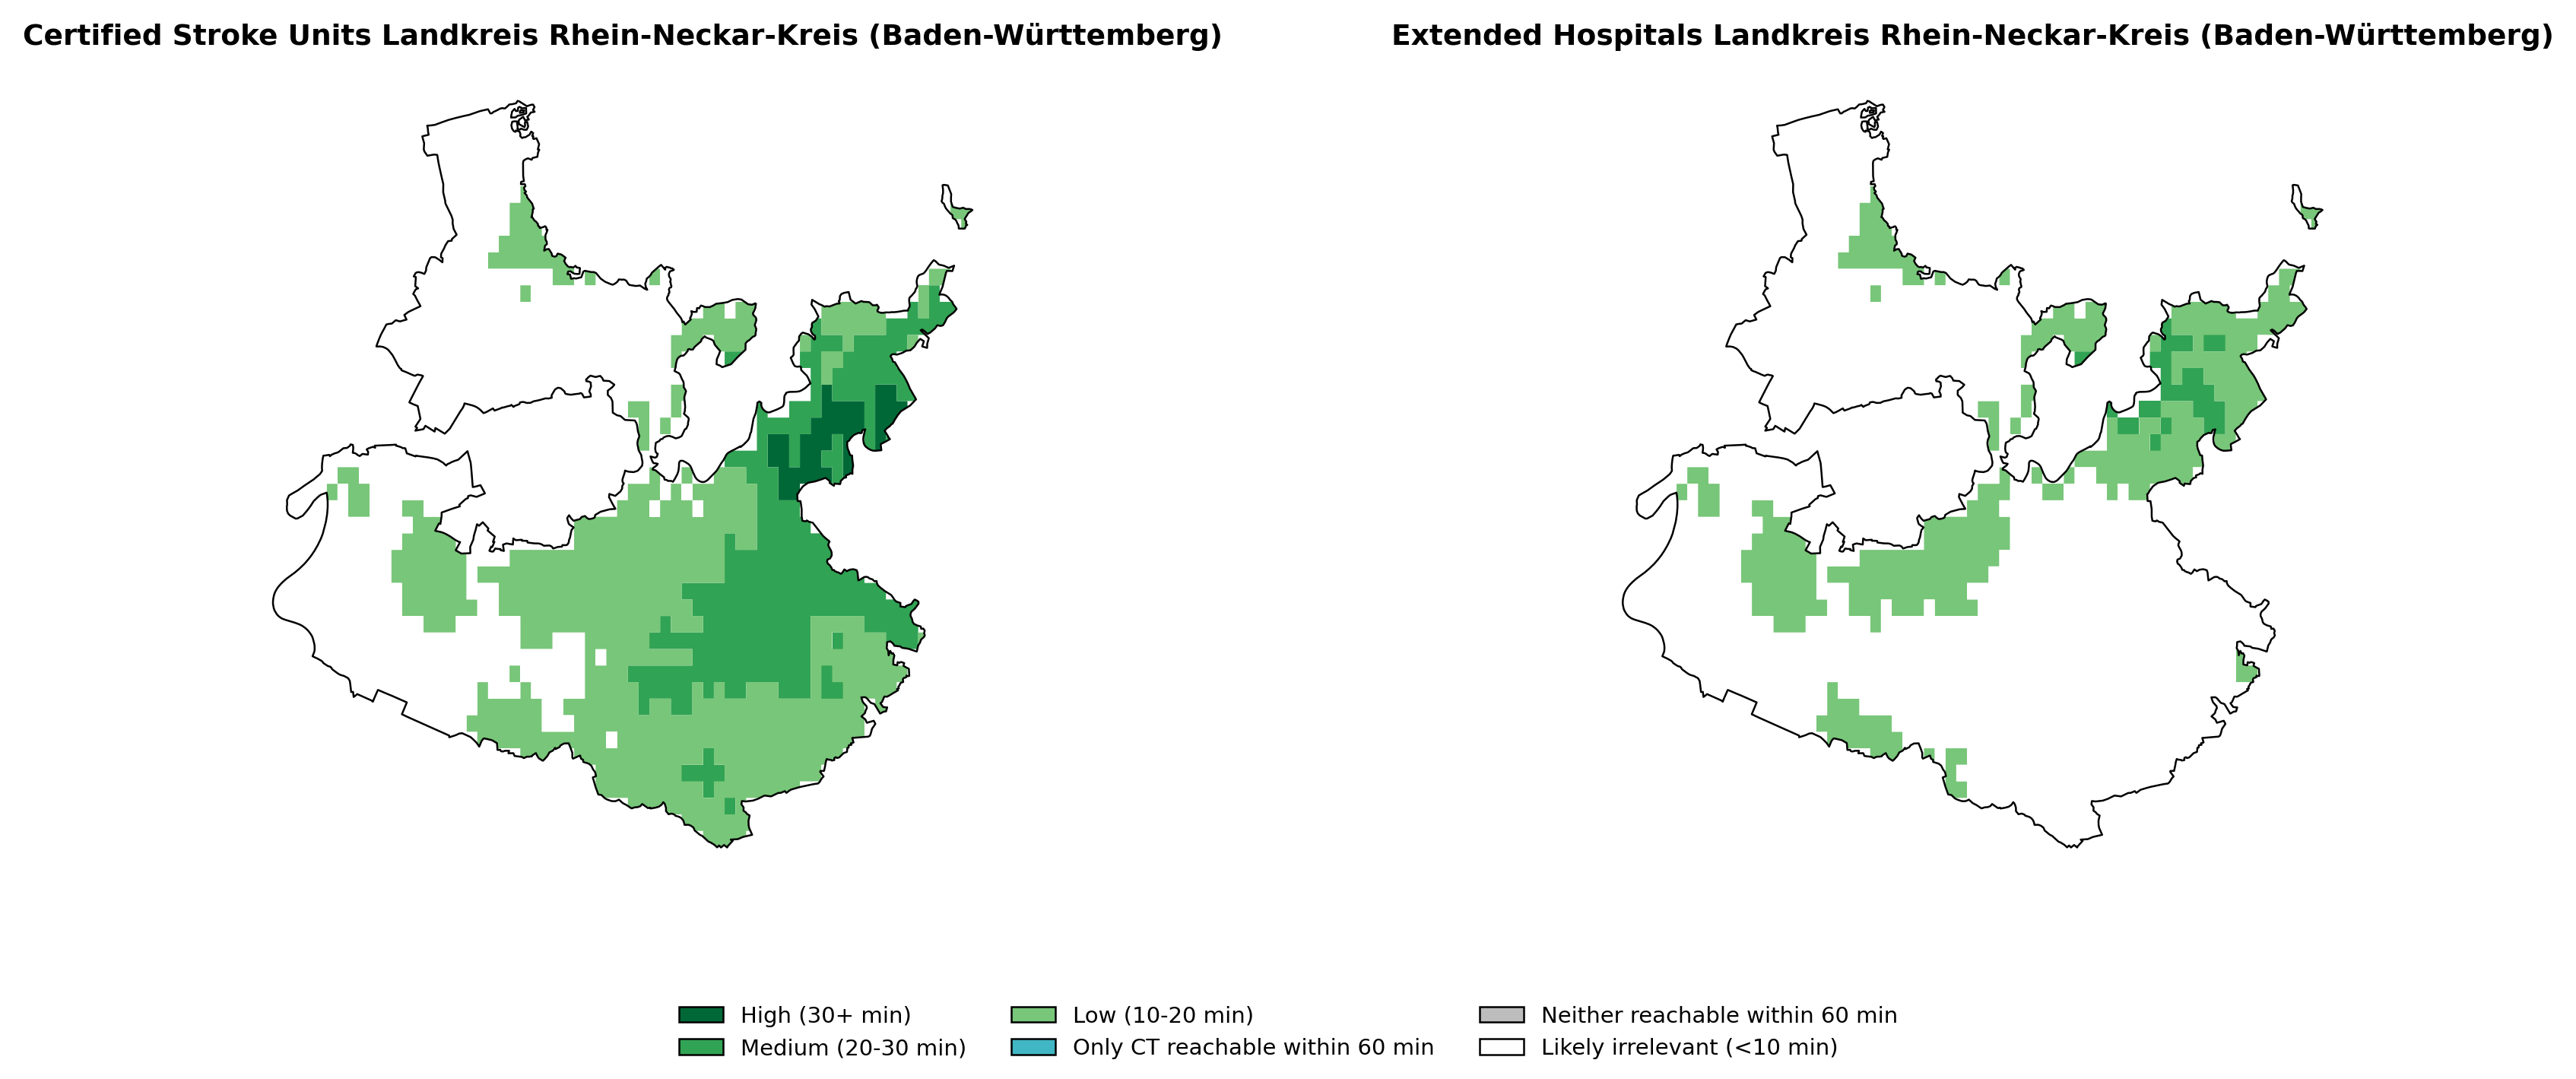 Certified Stroke Units Landkreis Rhein-Neckar-Kreis (Baden-Württemberg)
Extended Hospitals Landkreis Rhein-Neckar-Kreis (Baden-Württemberg)
High (30+ min)
Medium (20-30 min)
Low (10-20 min)
Only CT reachable within 60 min
Neither reachable within 60 min
Likely irrelevant (<10 min)